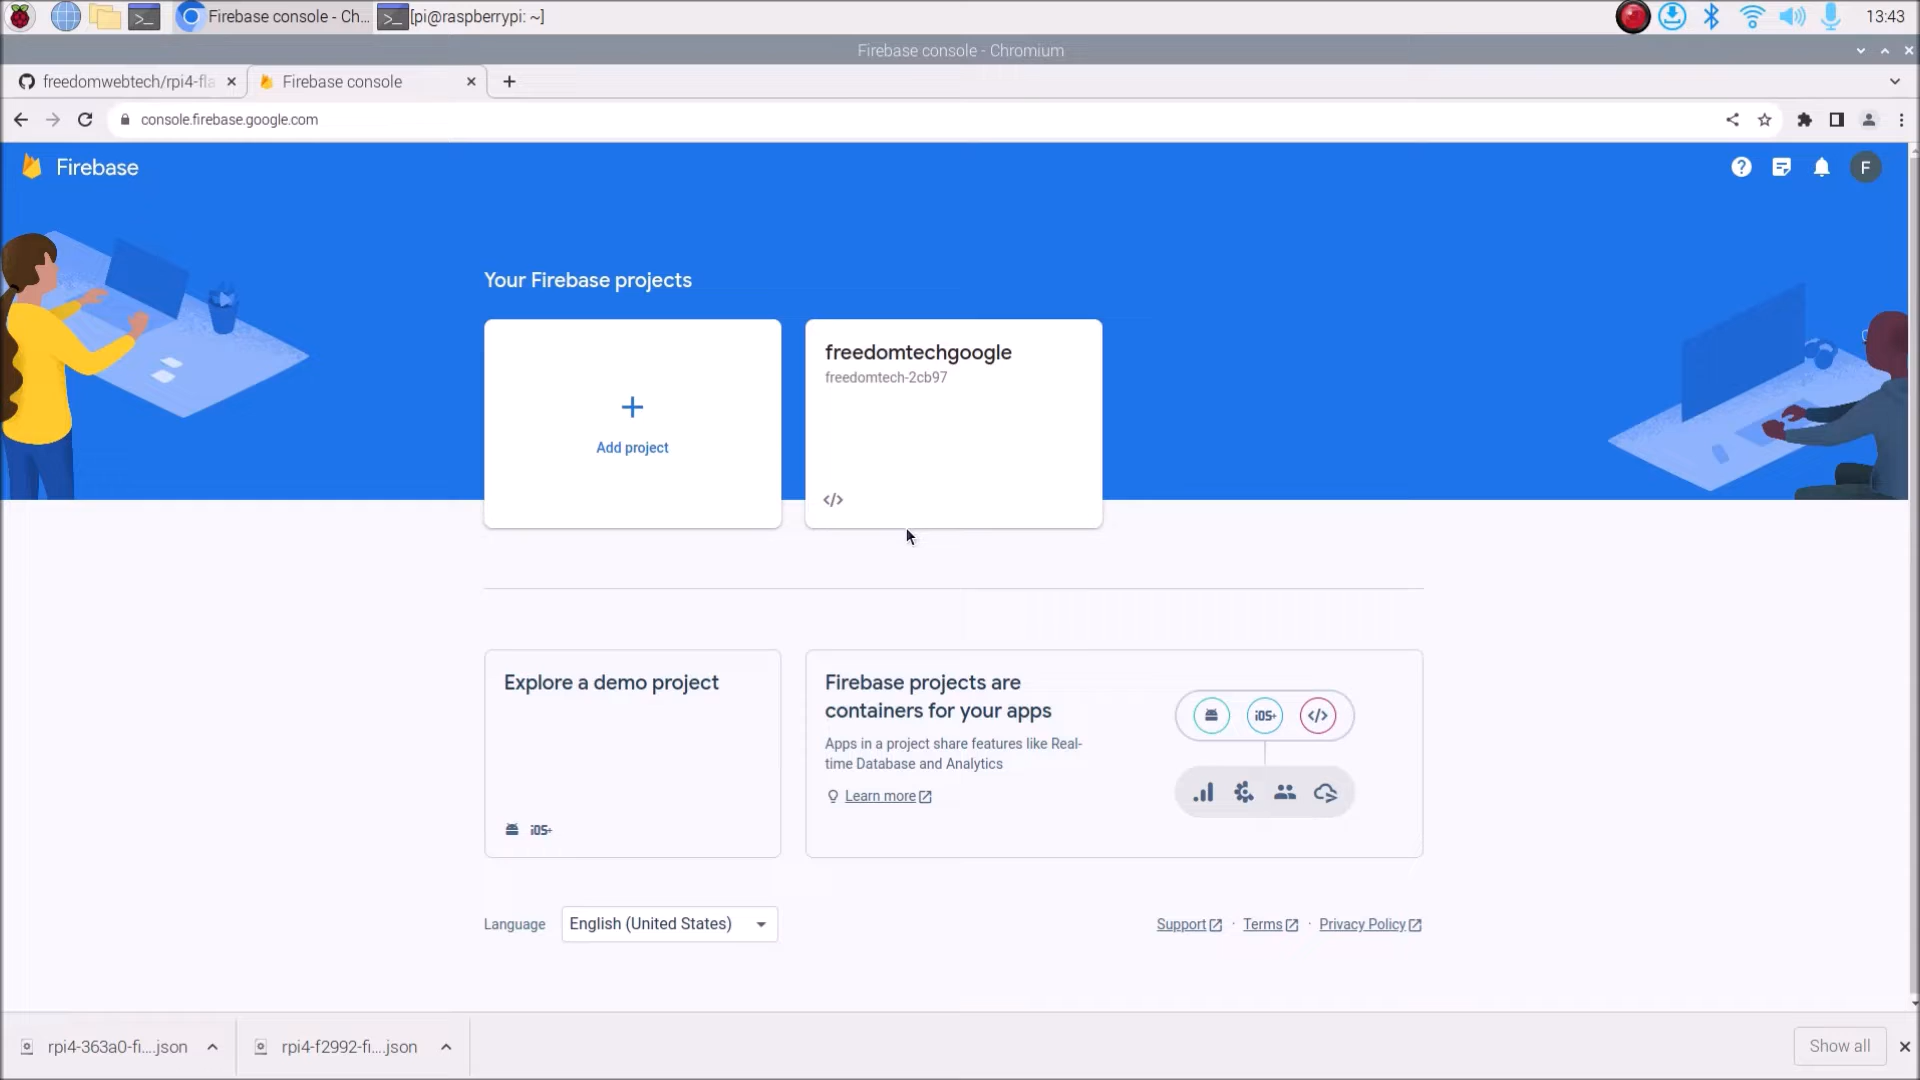 Firebase console - Ch...
[pi@raspberrypi: ~]
13:43
Firebase console - Chromium
freedomwebtech/rpi4-fla
Firebase console
console.firebase.google.com
Firebase
F
Your Firebase projects
Add project
freedomtechgoogle
freedomtech-2cb97
</>
Explore a demo project
iOS+
Firebase projects are
containers for your apps
Apps in a project share features like Real-
time Database and Analytics
Learn more
iOS+
</>
Language
English (United States)
Support · Terms · Privacy Policy
rpi4-363a0-fi....json
rpi4-f2992-fi....json
Show all